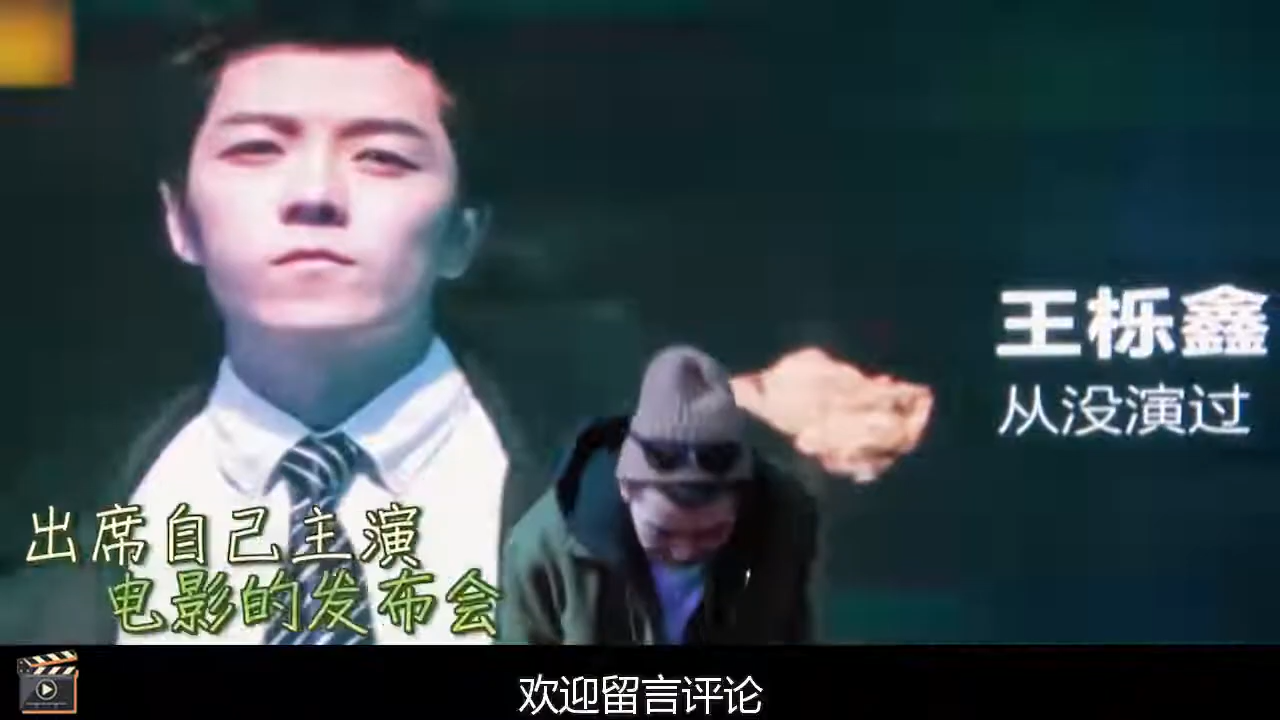 王栎鑫
从没演过
出席自己主演
电影的发布会
欢迎留言评论